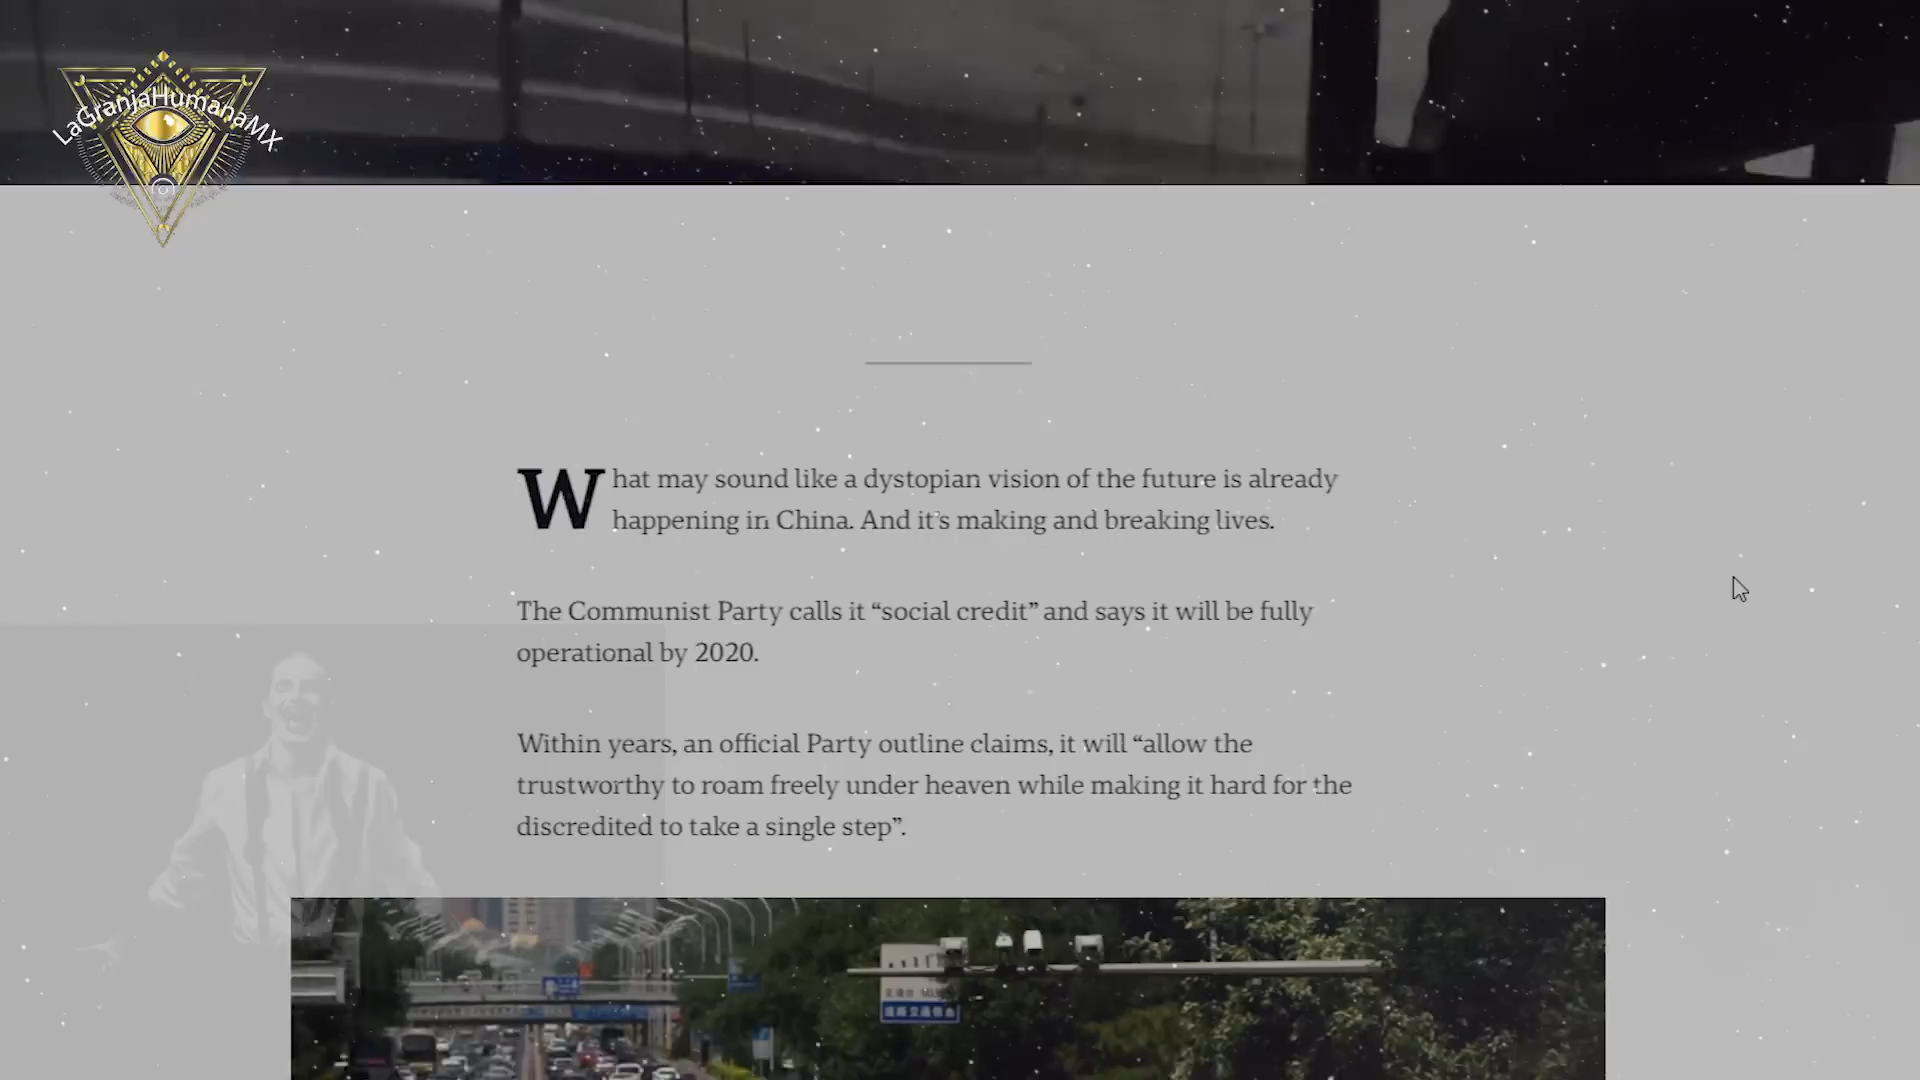 LaGranjaHumanaMX
What may sound like a dystopian vision of the future is already
happening in China. And it's making and breaking lives.
The Communist Party calls it “social credit” and says it will be fully
operational by 2020.
Within years, an official Party outline claims, it will “allow the
trustworthy to roam freely under heaven while making it hard for the
discredited to take a single step”.